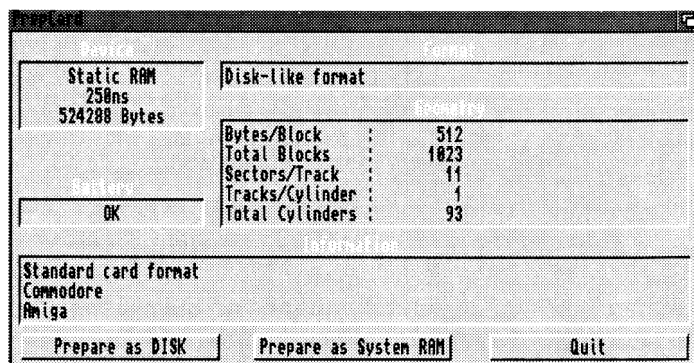 PrepCard
Device
Static RAM
250ns
524288 Bytes
Battery
OK
Format
Disk-like format
Geometry
Bytes/Block : 512
Total Blocks : 1023
Sectors/Track : 11
Tracks/Cylinder : 1
Total Cylinders : 93
Information
Standard card format
Commodore
Amiga
Prepare as DISK
Prepare as System RAM
Quit